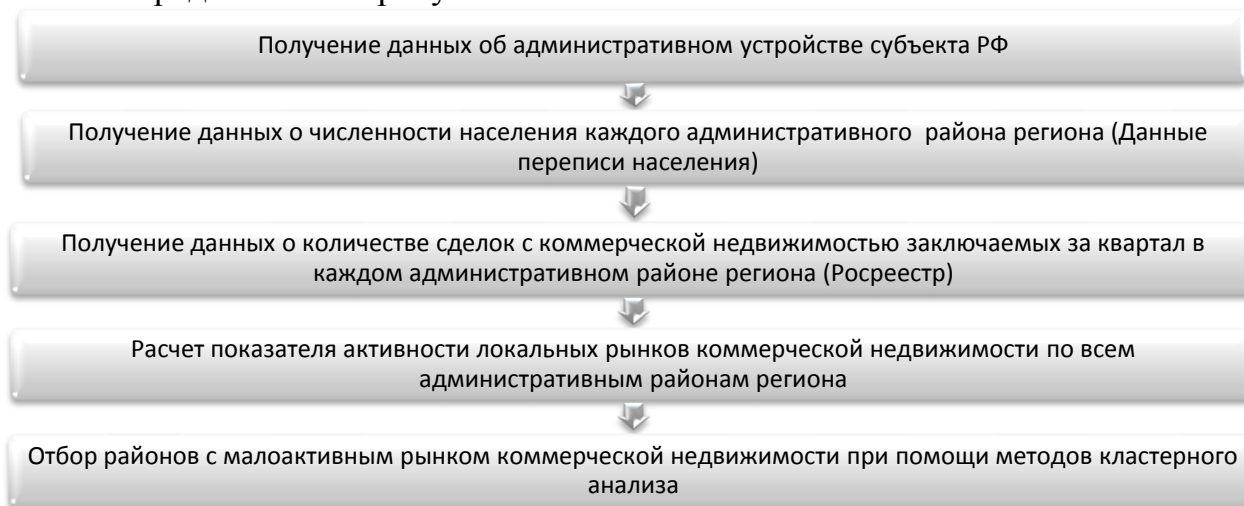 Получение данных об административном устройстве субъекта РФ
Получение данных о численности населения каждого административного района региона (Данные
переписи населения)
Получение данных о количестве сделок с коммерческой недвижимостью заключаемых за квартал в
каждом административном районе региона (Росреестр)
Расчет показателя активности локальных рынков коммерческой недвижимости по всем
административным районам региона
Отбор районов с малоактивным рынком коммерческой недвижимости при помощи методов кластерного
анализа